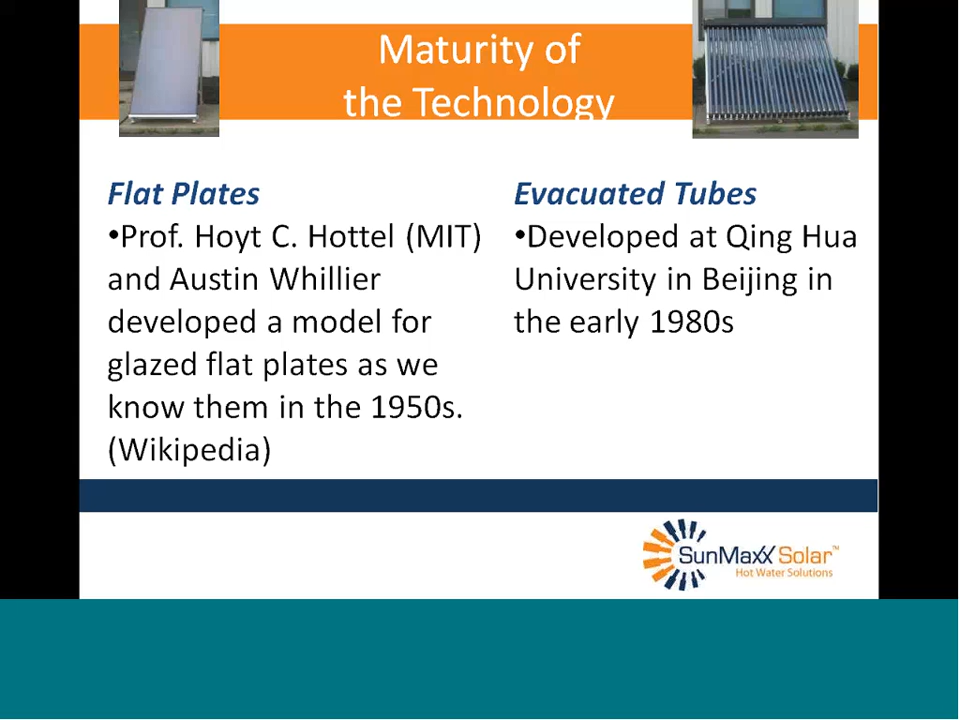 Maturity of
the Technology
Flat Plates
•Prof. Hoyt C. Hottel (MIT)
and Austin Whillier
developed a model for
glazed flat plates as we
know them in the 1950s.
(Wikipedia)
Evacuated Tubes
•Developed at Qing Hua
University in Beijing in
the early 1980s
SunMaxx Solar™
Hot Water Solutions